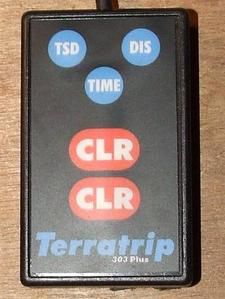 TSD DIS
TIME
CLR
CLR
Terratrip
303 Plus